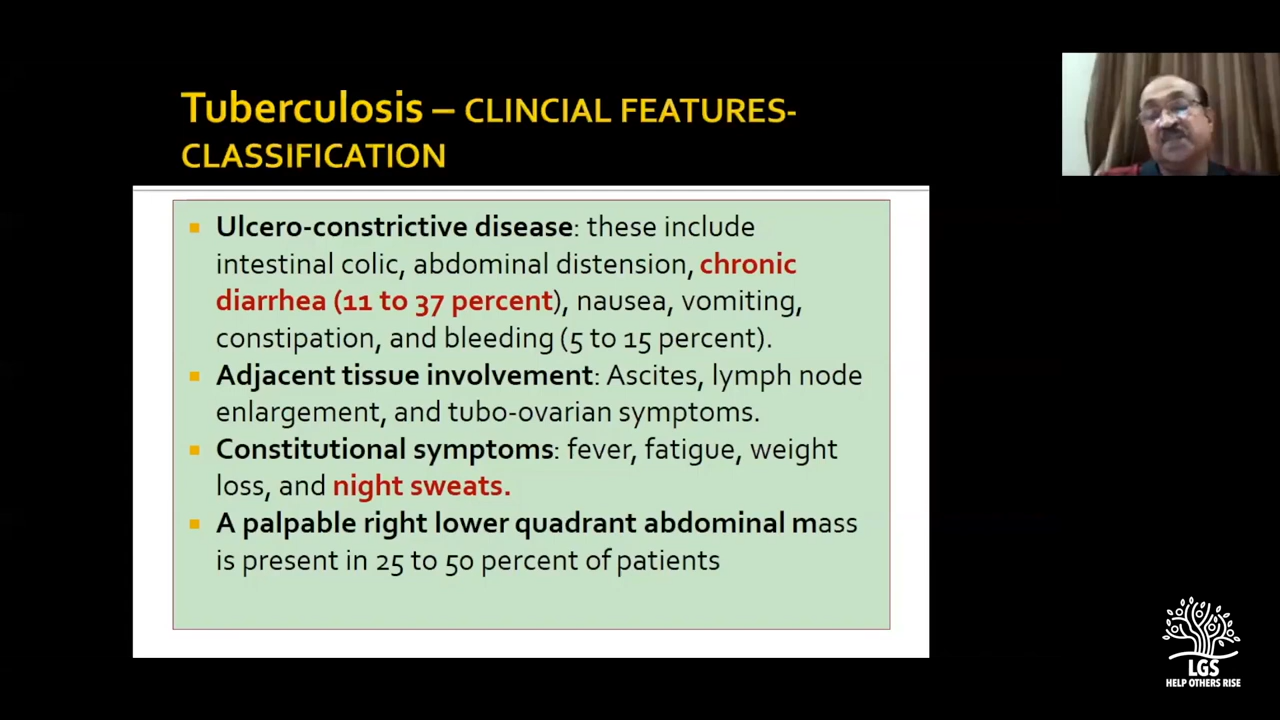 Tuberculosis – CLINCIAL FEATURES-
CLASSIFICATION
▪ Ulcero-constrictive disease: these include
intestinal colic, abdominal distension, chronic
diarrhea (11 to 37 percent), nausea, vomiting,
constipation, and bleeding (5 to 15 percent).
▪ Adjacent tissue involvement: Ascites, lymph node
enlargement, and tubo-ovarian symptoms.
▪ Constitutional symptoms: fever, fatigue, weight
loss, and night sweats.
▪ A palpable right lower quadrant abdominal mass
is present in 25 to 50 percent of patients
LGS
HELP OTHERS RISE